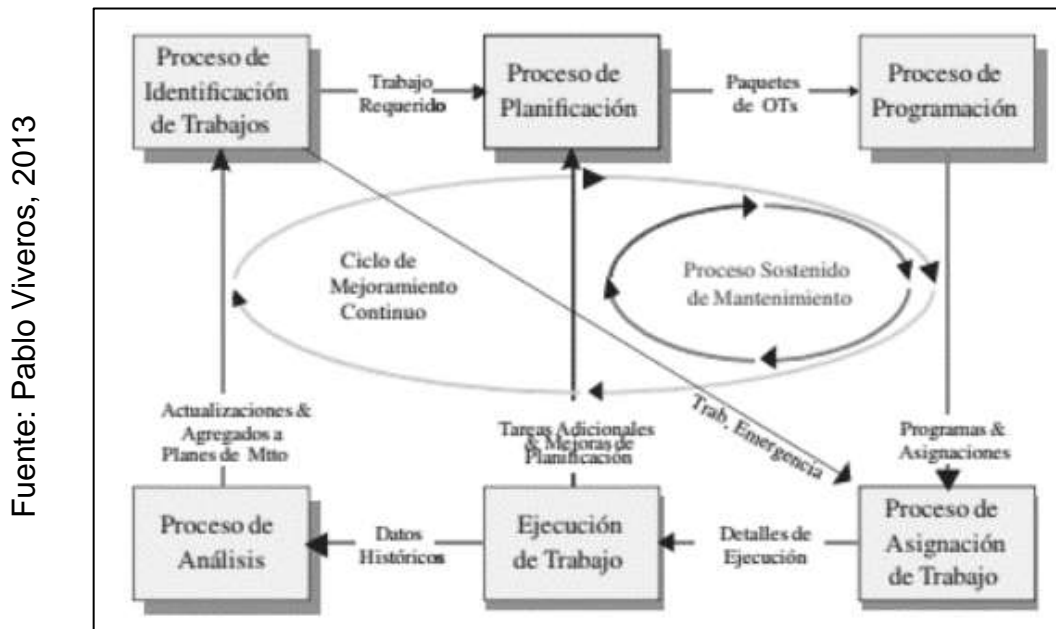 Fuente: Pablo Viveros, 2013
Proceso de
Identificación
de Trabajos
Trabajo
Requerido
Proceso de
Planificación
Paquetes
de OTs
Proceso de
Programación
Ciclo de
Mejoramiento
Continuo
Proceso Sostenido
de Mantenimiento
Actualizaciones &
Agregados a
Planes de Mtto
Tareas Adicionales
& Mejoras de
Planificación
Trab. Emergencia
Programas &
Asignaciones
Proceso de
Análisis
Datos
Históricos
Ejecución
de Trabajo
Detalles de
Ejecución
Proceso de
Asignación
de Trabajo